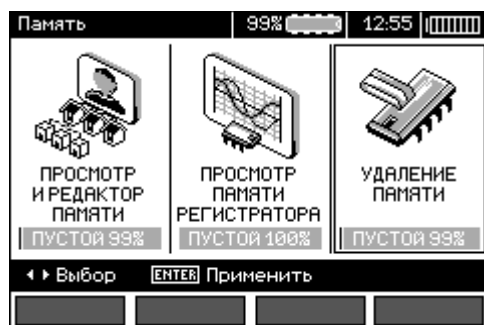 Память 99% 12:55
ПРОСМОТР
И РЕДАКТОР
ПАМЯТИ
ПУСТОЙ 99%
ПРОСМОТР
ПАМЯТИ
РЕГИСТРАТОРА
ПУСТОЙ 100%
УДАЛЕНИЕ
ПАМЯТИ
ПУСТОЙ 99%
Выбор ENTER Применить